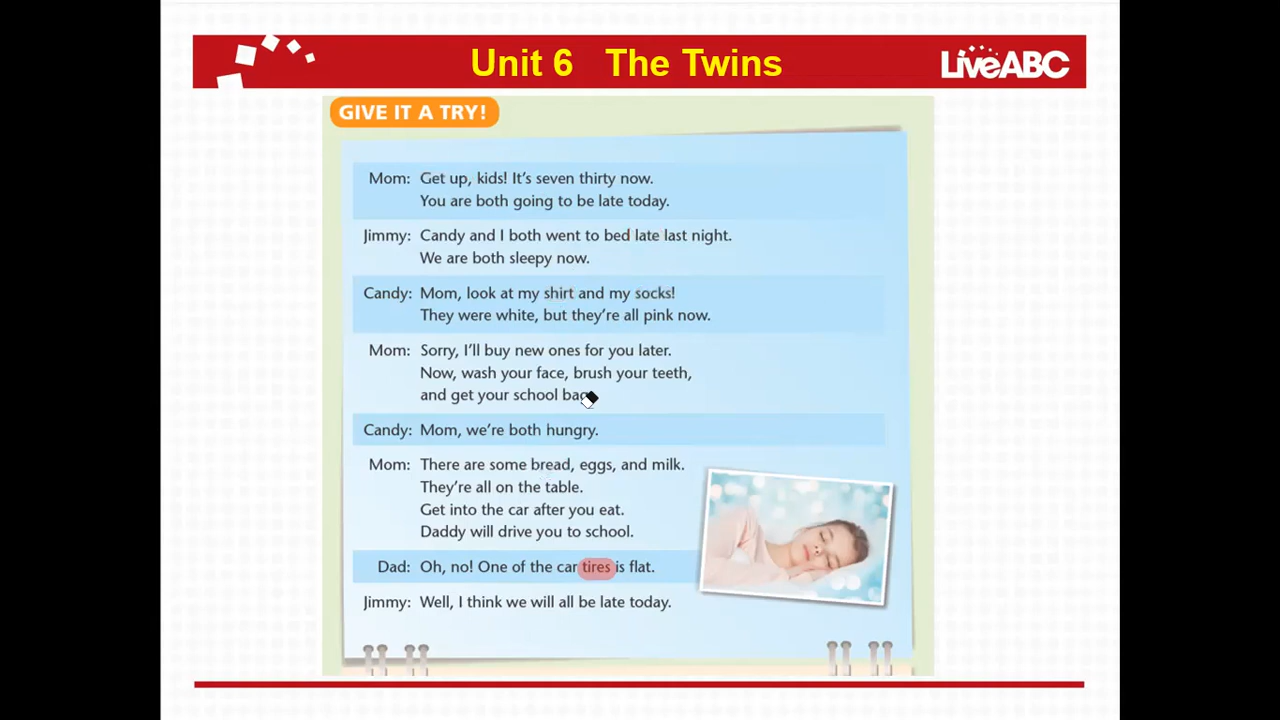 Unit 6 The Twins
LiveABC
GIVE IT A TRY!
Mom: Get up, kids! It's seven thirty now.
You are both going to be late today.
Jimmy: Candy and I both went to bed late last night.
We are both sleepy now.
Candy: Mom, look at my shirt and my socks!
They were white, but they're all pink now.
Mom: Sorry, I'll buy new ones for you later.
Now, wash your face, brush your teeth,
and get your school
Candy: Mom, we're both hungry.
Mom: There are some bread, eggs, and milk.
They're all on the table.
Get into the car after you eat.
Daddy will drive you to school.
Dad: Oh, no! One of the car tires is flat.
Jimmy: Well, I think we will all be late today.